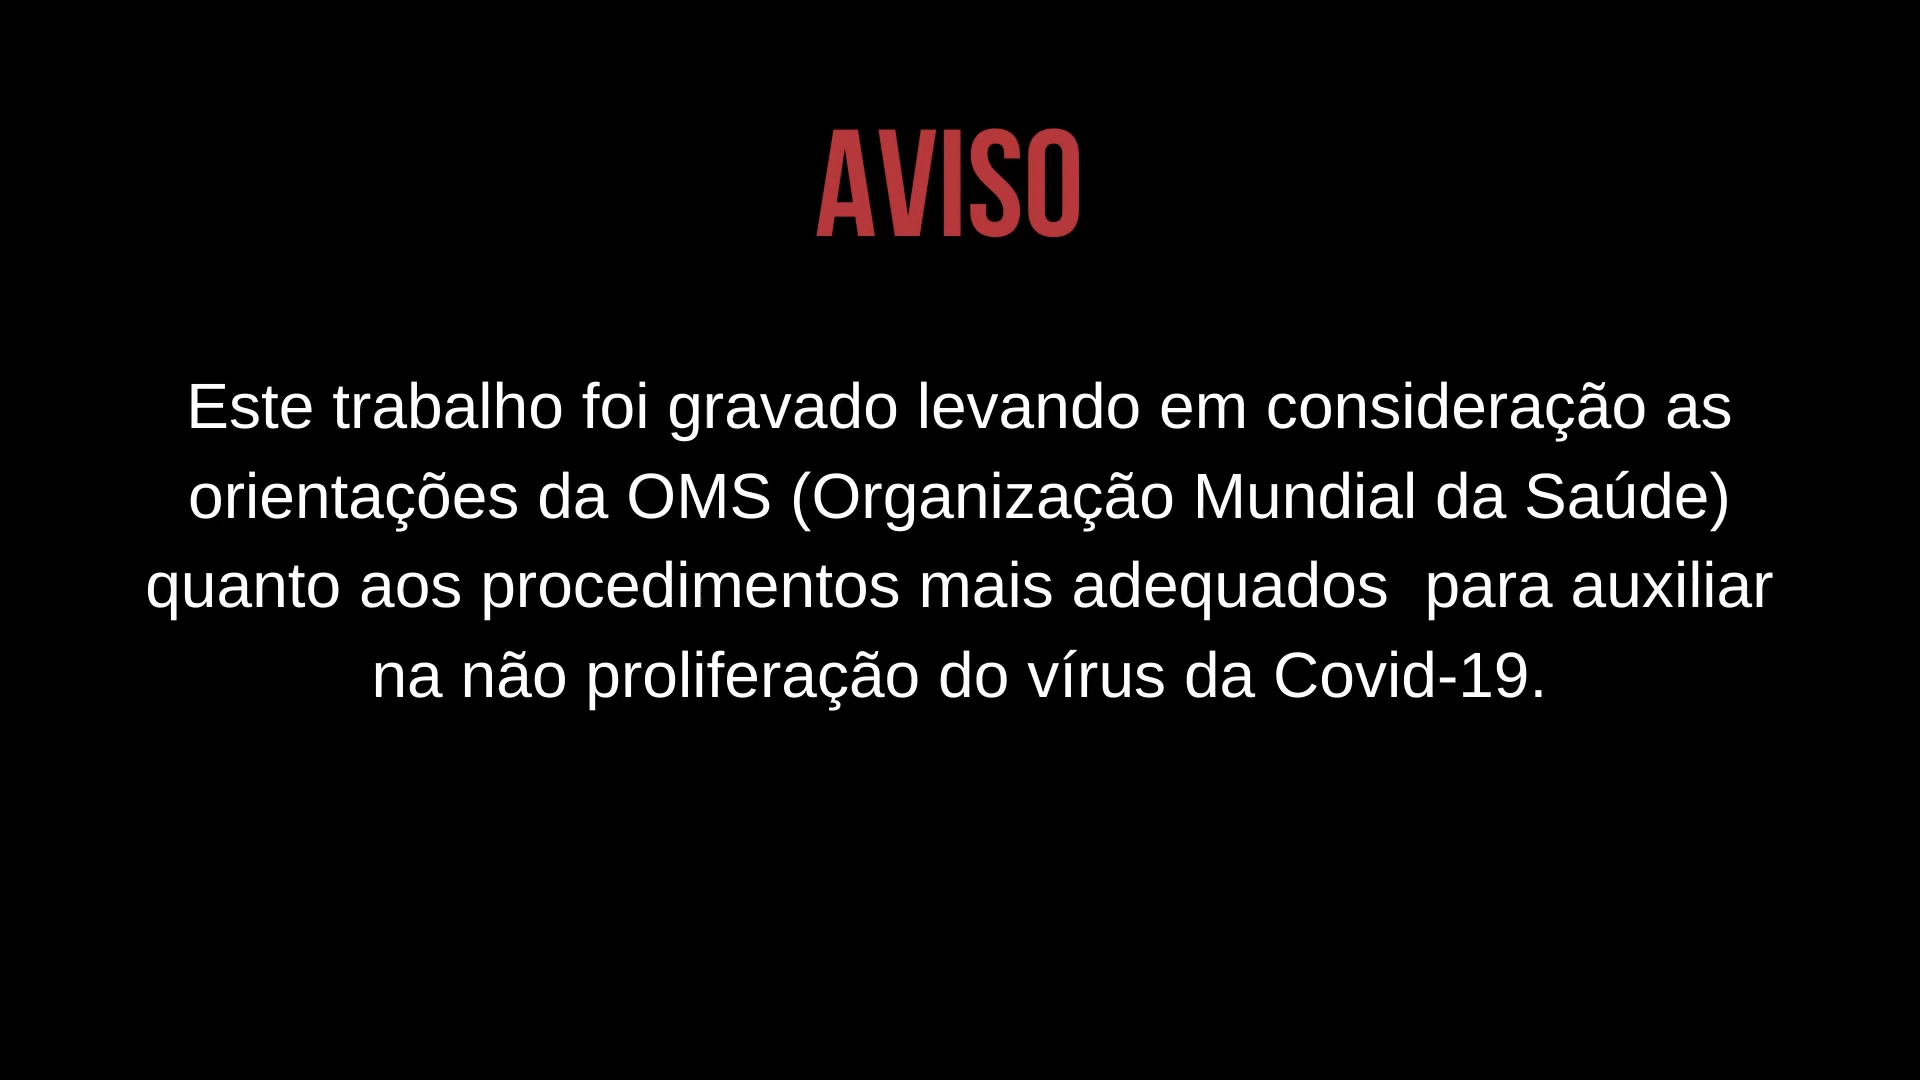 AVISO
Este trabalho foi gravado levando em consideração as
orientações da OMS (Organização Mundial da Saúde)
quanto aos procedimentos mais adequados  para auxiliar
na não proliferação do vírus da Covid-19.